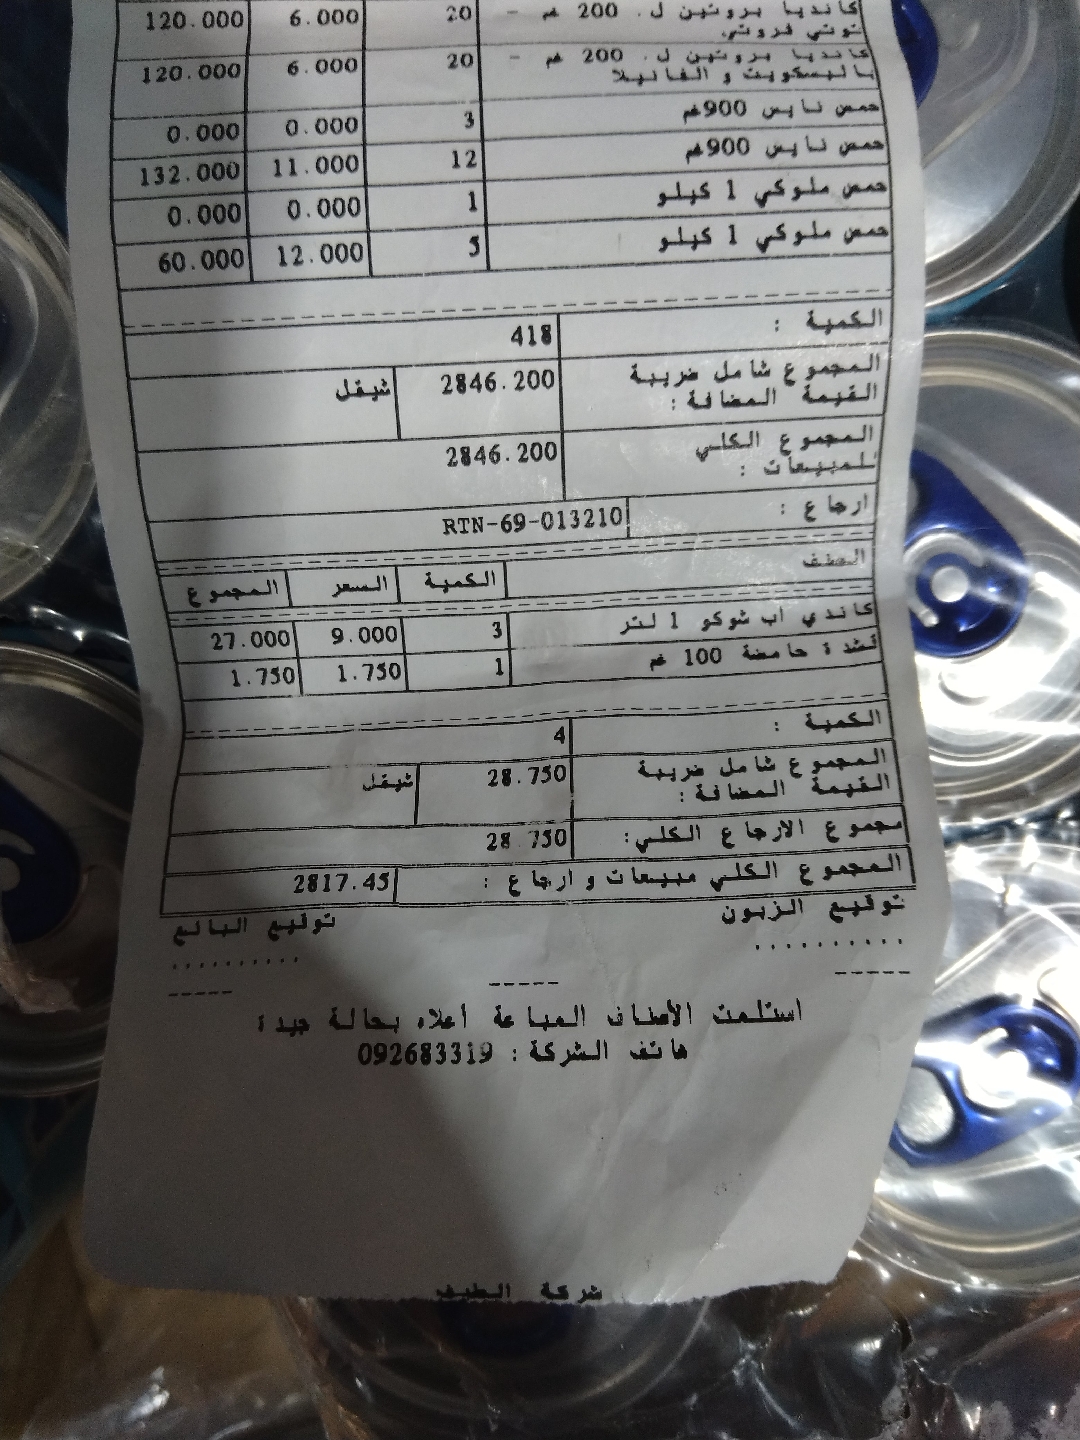 كانديا بروتين ل. 200 غم - 20 6.000 120.000
توتي فروتي
كانديا بروتين ل. 200 غم - 20 6.000 120.000
بالبسكويت و الفانيلا
حمص نايس 900غم 3 0.000 0.000
حمص نايس 900غم 12 11.000 132.000
حمص ملوكي 1 كيلو 1 0.000 0.000
حمص ملوكي 1 كيلو 5 12.000 60.000
الكمية : 418
المجموع شامل ضريبة 2846.200 شيقل
القيمة المضافة :
المجموع الكلي 2846.200
للمبيعات :
ارجاع : RTN-69-013210
الصنف الكمية السعر المجموع
كاندي اب شوكو 1 لتر 3 9.000 27.000
قشدة حامضة 100 غم 1 1.750 1.750
الكمية : 4
المجموع شامل ضريبة 28.750 شيقل
القيمة المضافة :
مجموع الارجاع الكلي: 28.750
المجموع الكلي مبيعات و ارجاع : 2817.45
توقيع الزبون توقيع البائع
.......... ..........
----- ----- -----
استلمت الأصناف المباعة أعلاه بحالة جيدة
هاتف الشركة : 092683319
شركة الطيف